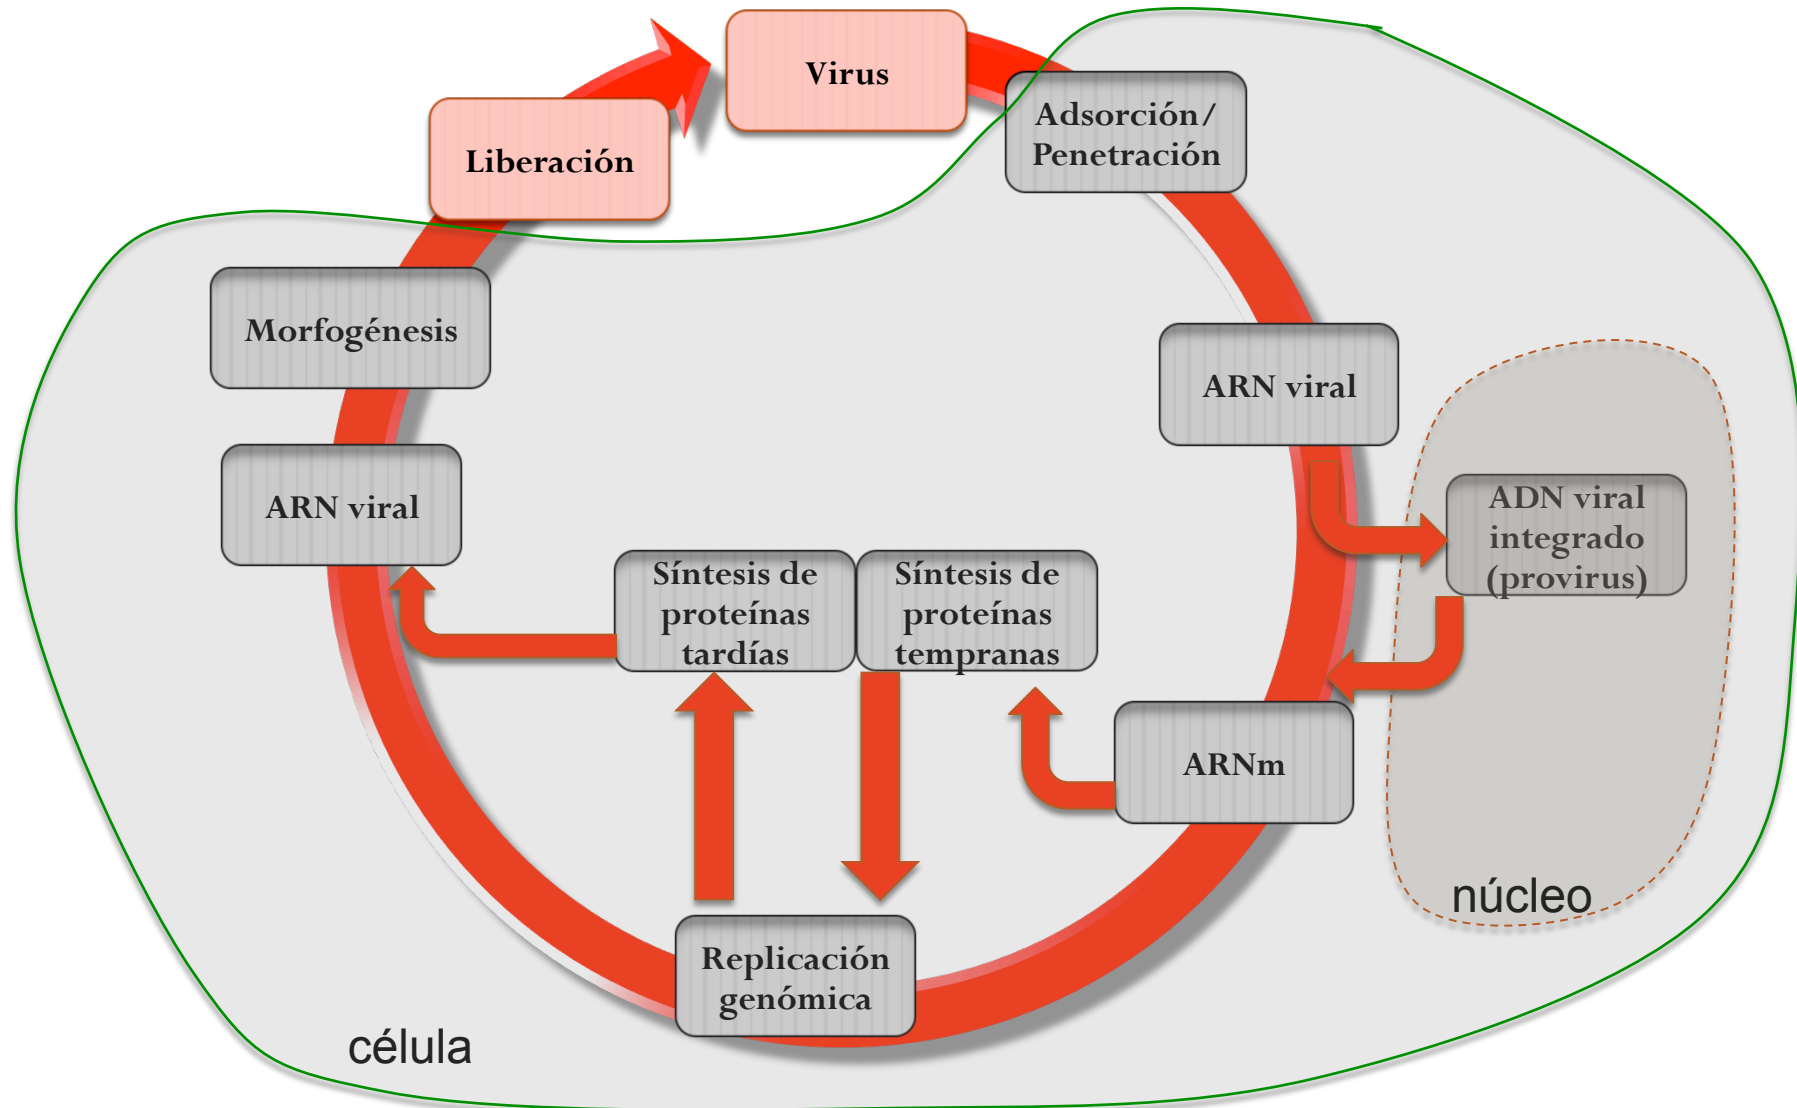 Virus
Adsorción/
Penetración
Liberación
Morfogénesis
ARN viral
ARN viral
ADN viral
integrado
(provirus)
Síntesis de
proteínas
tardías
Síntesis de
proteínas
tempranas
ARNm
núcleo
Replicación
genómica
célula